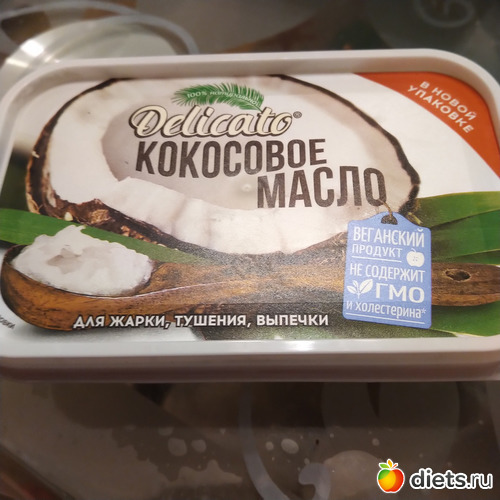 Delicato®
КОКОСОВОЕ
МАСЛО
В НОВОЙ
УПАКОВКЕ
ВЕГАНСКИЙ
ПРОДУКТ
НЕ СОДЕРЖИТ
ГМО
и холестерина*
ДЛЯ ЖАРКИ, ТУШЕНИЯ, ВЫПЕЧКИ
diets.ru